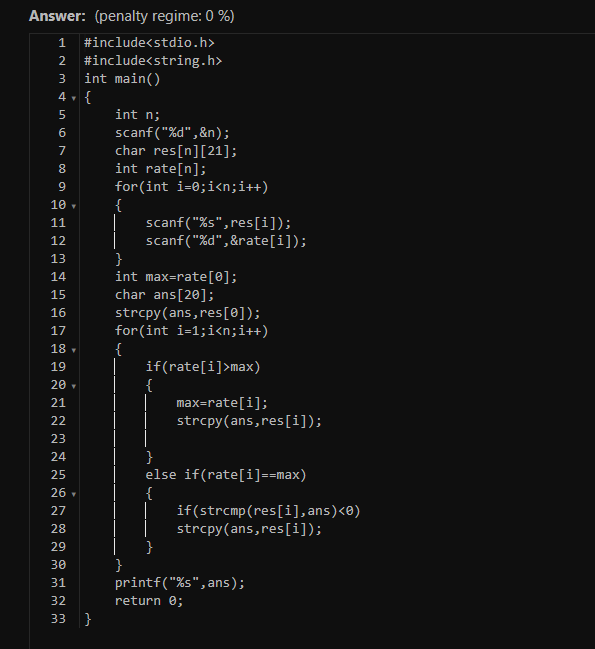 Answer: (penalty regime: 0 %)
1 #include<stdio.h>
2 #include<string.h>
3 int main()
4 {
5 int n;
6 scanf("%d",&n);
7 char res[n][21];
8 int rate[n];
9 for(int i=0;i<n;i++)
10 {
11 scanf("%s",res[i]);
12 scanf("%d",&rate[i]);
13 }
14 int max=rate[0];
15 char ans[20];
16 strcpy(ans,res[0]);
17 for(int i=1;i<n;i++)
18 {
19 if(rate[i]>max)
20 {
21 max=rate[i];
22 strcpy(ans,res[i]);
23
24 }
25 else if(rate[i]==max)
26 {
27 if(strcmp(res[i],ans)<0)
28 strcpy(ans,res[i]);
29 }
30 }
31 printf("%s",ans);
32 return 0;
33 }